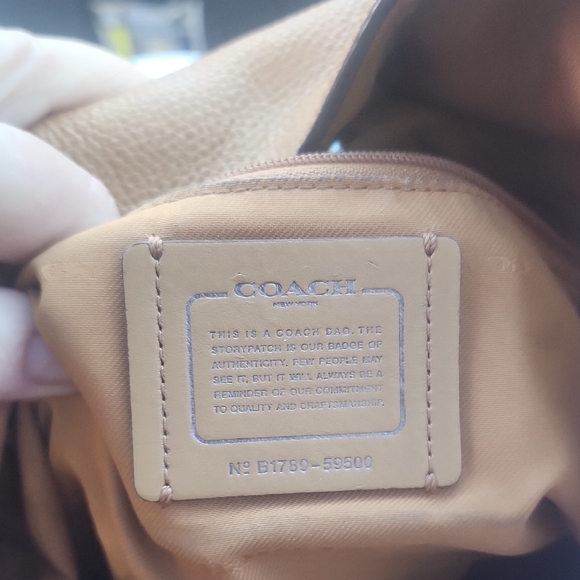 COACH
NEW YORK
THIS IS A COACH BAG. THE
STORYPATCH IS OUR BADGE OF
AUTHENTICITY. FEW PEOPLE MAY
SEE IT, BUT IT WILL ALWAYS BE A
REMINDER OF OUR COMMITMENT
TO QUALITY AND CRAFTSMANSHIP.
Nº B1780-59500